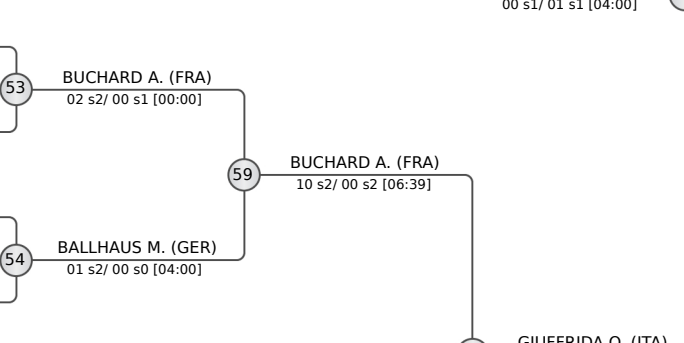 00 s1/ 01 s1 [04:00]
53
BUCHARD A. (FRA)
02 s2/ 00 s1 [00:00]
59
BUCHARD A. (FRA)
10 s2/ 00 s2 [06:39]
54
BALLHAUS M. (GER)
01 s2/ 00 s0 [04:00]
GIUFFRIDA O. (ITA)